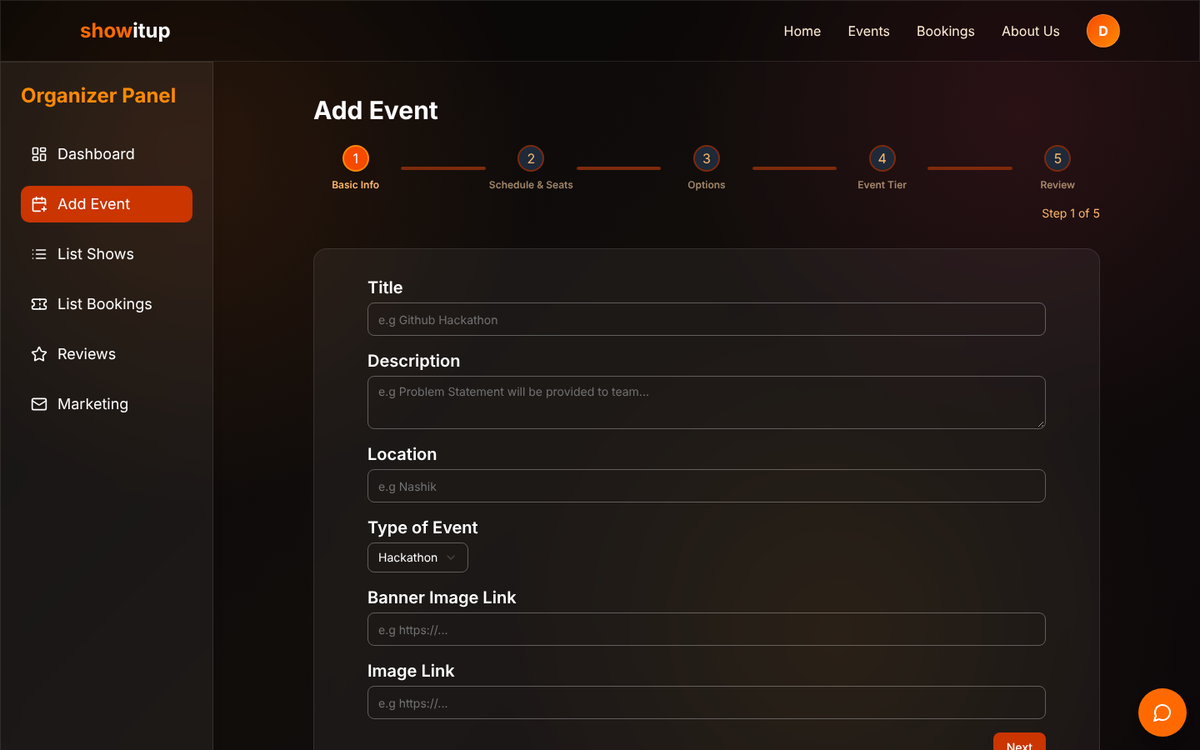 showitup
Home Events Bookings About Us D
Organizer Panel
Dashboard
Add Event
List Shows
List Bookings
Reviews
Marketing
Add Event
1 2 3 4 5
Basic Info Schedule & Seats Options Event Tier Review
Step 1 of 5
Title
e.g Github Hackathon
Description
e.g Problem Statement will be provided to team...
Location
e.g Nashik
Type of Event
Hackathon
Banner Image Link
e.g https://...
Image Link
e.g https://...
Next